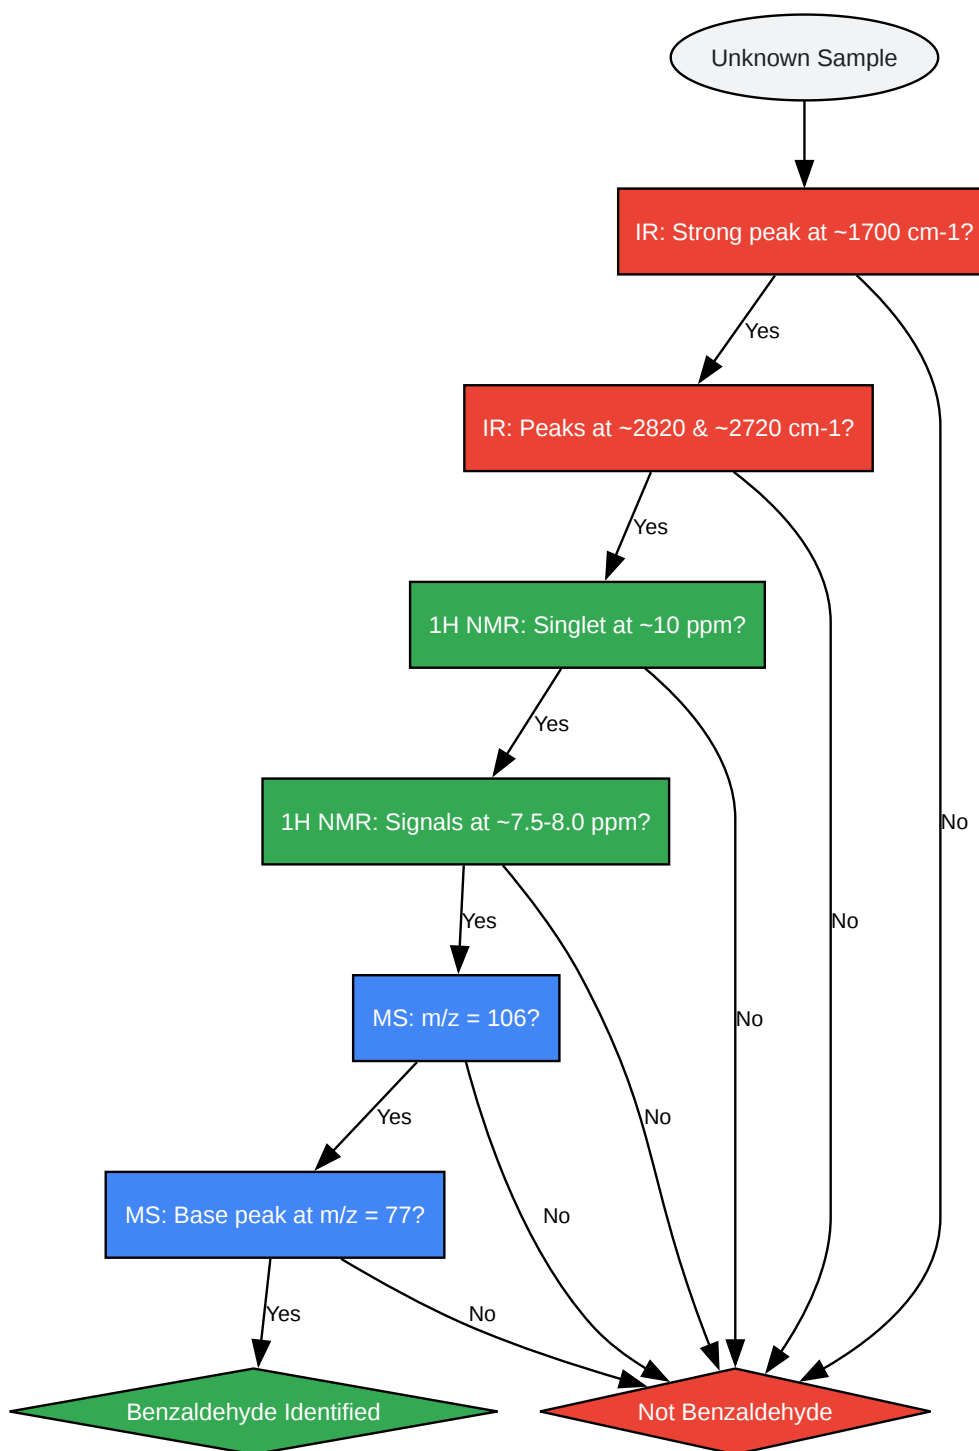 Unknown Sample
IR: Strong peak at ~1700 cm-1?
Yes
IR: Peaks at ~2820 & ~2720 cm-1?
Yes
1H NMR: Singlet at ~10 ppm?
Yes
1H NMR: Signals at ~7.5-8.0 ppm?
No
Yes
No
MS: m/z = 106?
No
Yes
No
MS: Base peak at m/z = 77?
No
Yes
No
Benzaldehyde Identified
Not Benzaldehyde